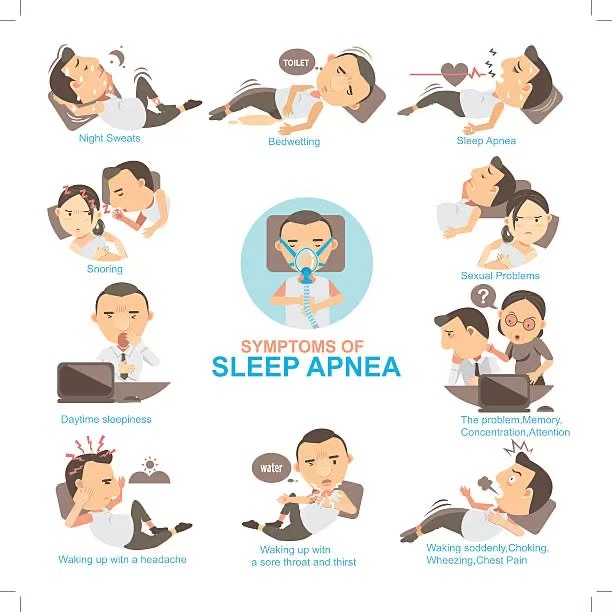 TOILET
Night Sweats
Bedwetting
Sleep Apnea
Snoring
Sexual Problems
SYMPTOMS OF
SLEEP APNEA
?
Daytime sleepiness
The problem,Memory,
Concentration,Attention
water
Waking up witn a headache
Waking up witn
a sore throat and thirst
Waking soddenly,Choking,
Wheezing,Chest Pain